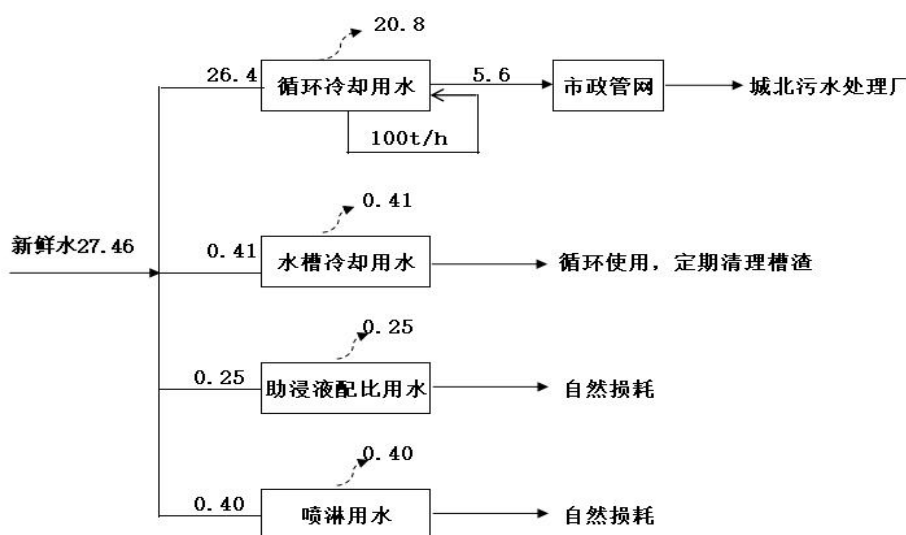 20.8
26.4
循环冷却用水
5.6
市政管网
城北污水处理厂
100t/h
0.41
新鲜水27.46
0.41
水槽冷却用水
循环使用，定期清理槽渣
0.25
0.25
助浸液配比用水
自然损耗
0.40
0.40
喷淋用水
自然损耗